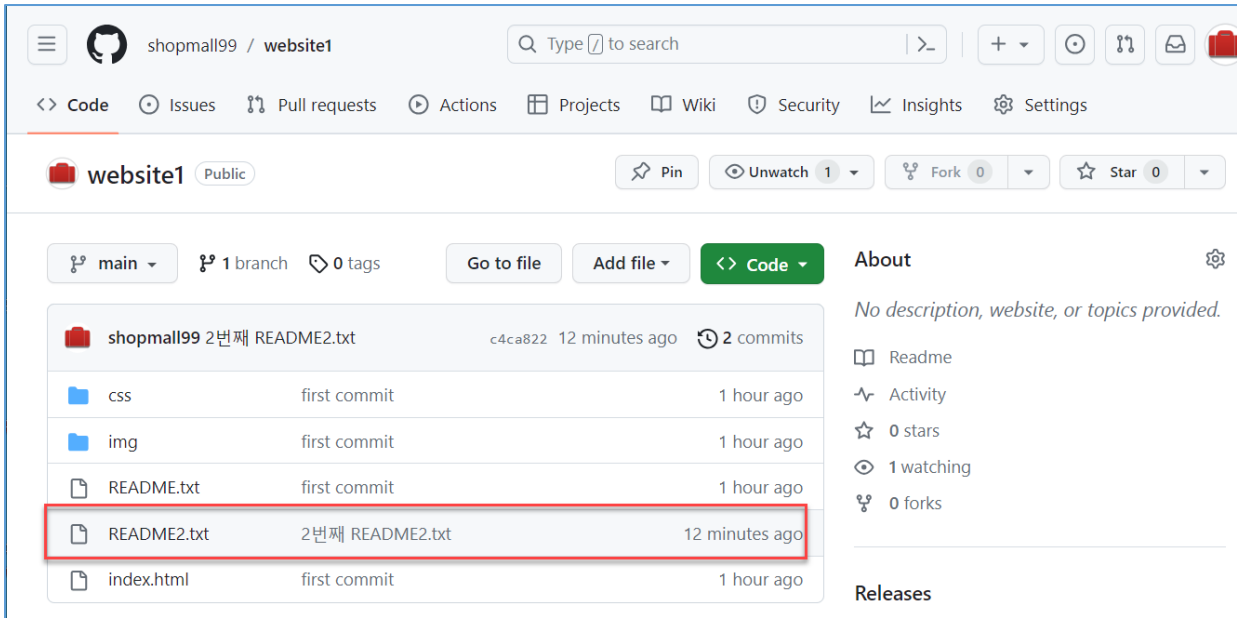 shopmall99 / website1
Type / to search
Code Issues Pull requests Actions Projects Wiki Security Insights Settings
website1 Public
Pin Unwatch 1 Fork 0 Star 0
main 1 branch 0 tags Go to file Add file Code
shopmall99 2번째 README2.txt c4ca822 12 minutes ago 2 commits
css first commit 1 hour ago
img first commit 1 hour ago
README.txt first commit 1 hour ago
README2.txt 2번째 README2.txt 12 minutes ago
index.html first commit 1 hour ago
About
No description, website, or topics provided.
Readme
Activity
0 stars
1 watching
0 forks
Releases